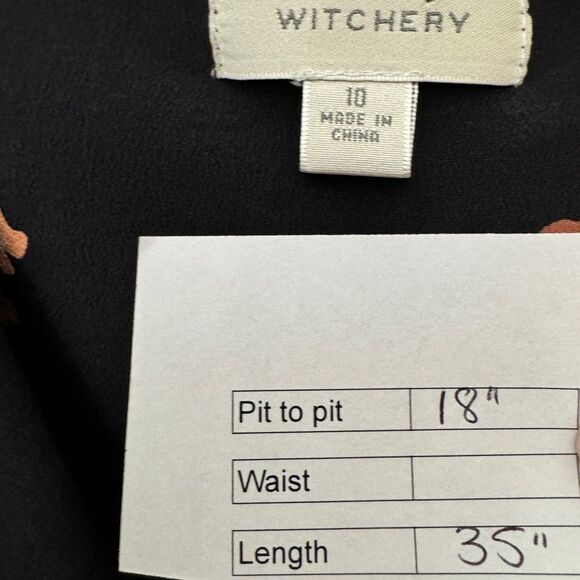 WITCHERY
10
MADE IN
CHINA
Pit to pit 18"
Waist
Length 35"